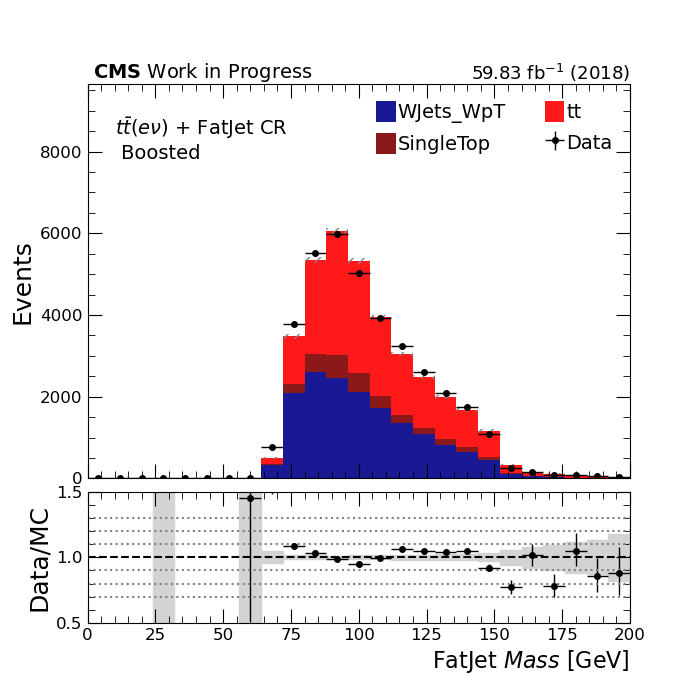 CMS Work in Progress 59.83 fb⁻¹ (2018)
tt̄(eν) + FatJet CR
Boosted
WJets_WpT
tt
SingleTop
Data
Events
8000
6000
4000
2000
0
Data/MC
1.5
1.0
0.5
0 25 50 75 100 125 150 175 200
FatJet Mass [GeV]